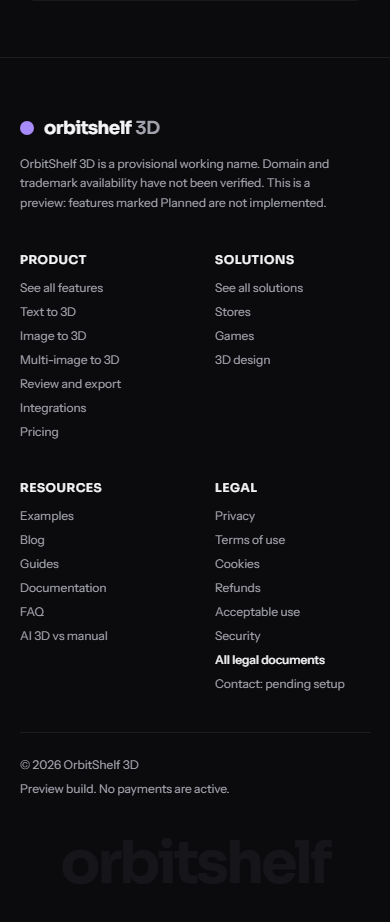 orbitshelf 3D
OrbitShelf 3D is a provisional working name. Domain and
trademark availability have not been verified. This is a
preview: features marked Planned are not implemented.
PRODUCT
See all features
Text to 3D
Image to 3D
Multi-image to 3D
Review and export
Integrations
Pricing
SOLUTIONS
See all solutions
Stores
Games
3D design
RESOURCES
Examples
Blog
Guides
Documentation
FAQ
AI 3D vs manual
LEGAL
Privacy
Terms of use
Cookies
Refunds
Acceptable use
Security
All legal documents
Contact: pending setup
© 2026 OrbitShelf 3D
Preview build. No payments are active.
orbitshelf